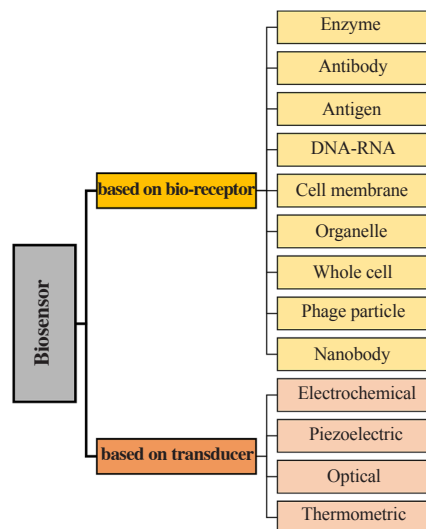 Biosensor
based on bio-receptor
Enzyme
Antibody
Antigen
DNA-RNA
Cell membrane
Organelle
Whole cell
Phage particle
Nanobody
based on transducer
Electrochemical
Piezoelectric
Optical
Thermometric